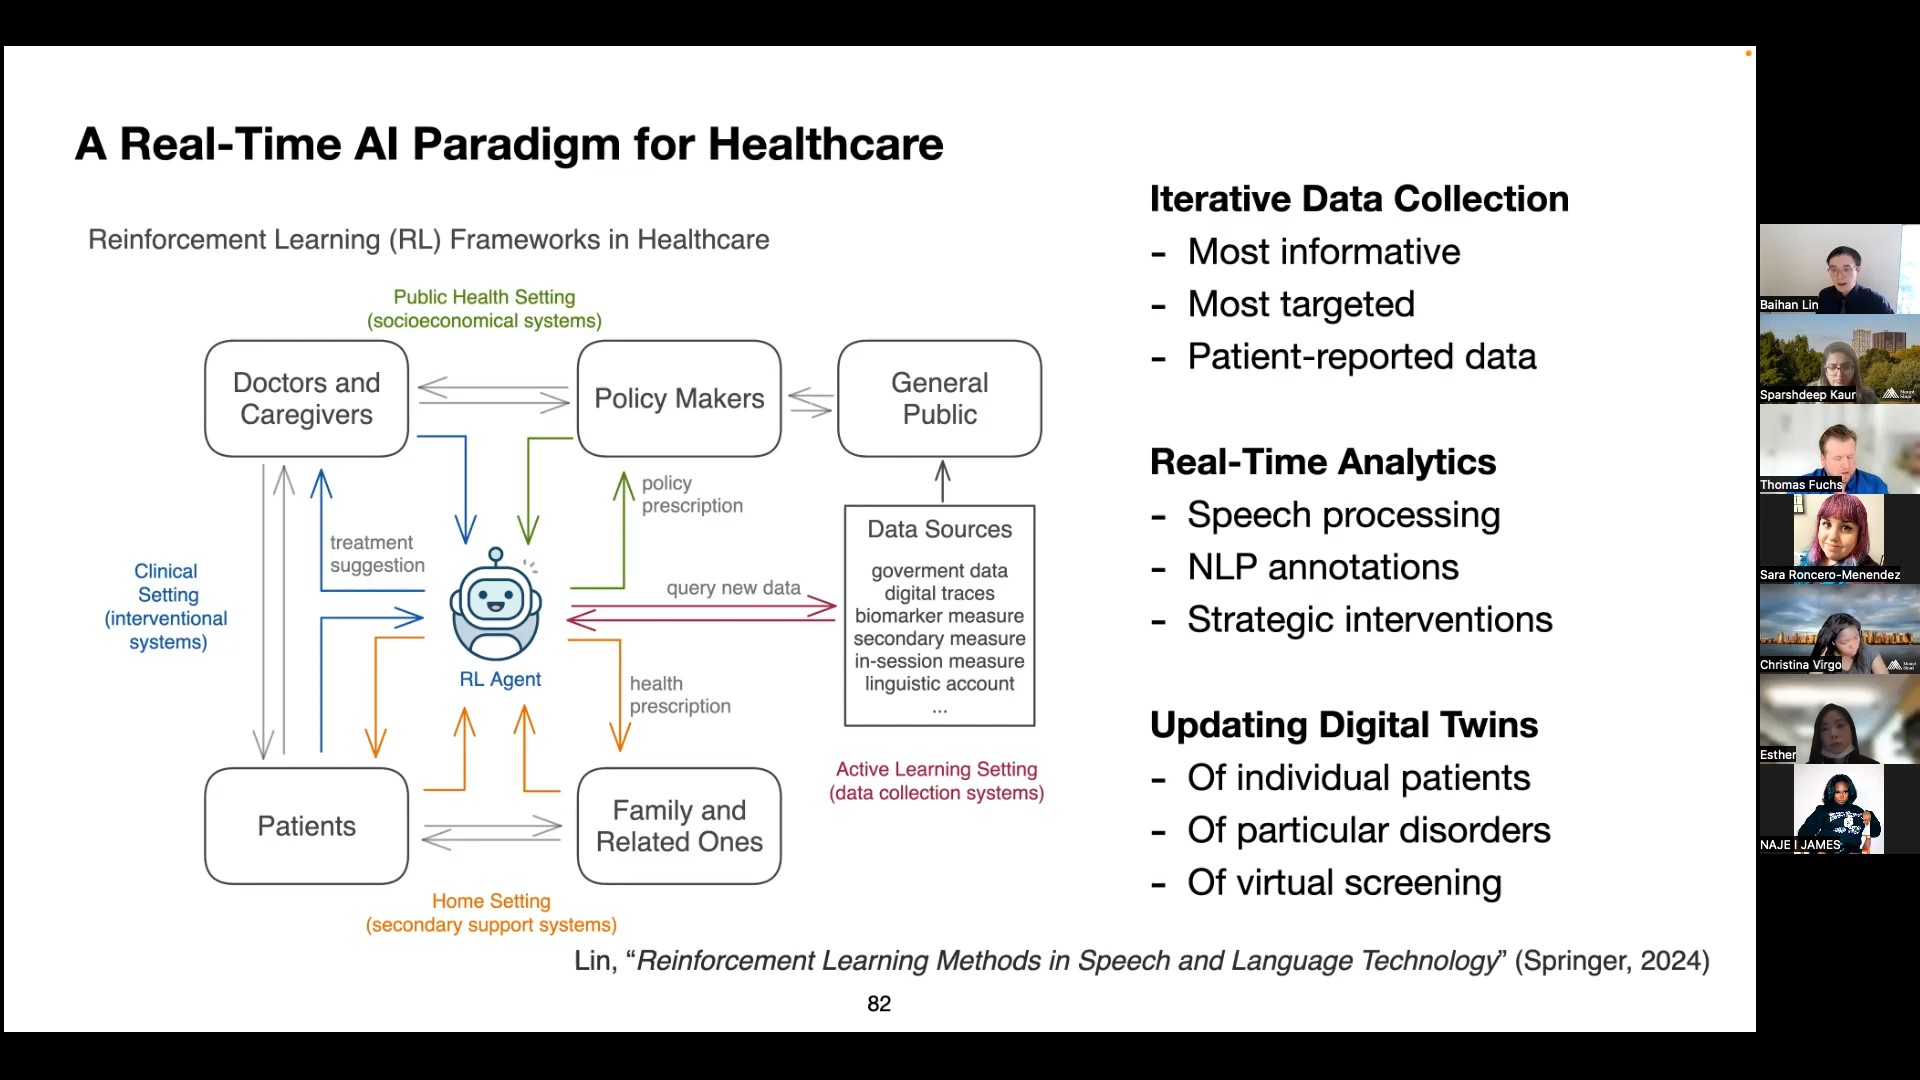 A Real-Time AI Paradigm for Healthcare
Reinforcement Learning (RL) Frameworks in Healthcare
Public Health Setting
(socioeconomical systems)
Doctors and
Caregivers
Policy Makers
General
Public
policy
prescription
treatment
suggestion
Clinical
Setting
(interventional
systems)
query new data
RL Agent
health
prescription
Data Sources
goverment data
digital traces
biomarker measure
secondary measure
in-session measure
linguistic account
...
Active Learning Setting
(data collection systems)
Patients
Family and
Related Ones
Home Setting
(secondary support systems)
Iterative Data Collection
- Most informative
- Most targeted
- Patient-reported data
Real-Time Analytics
- Speech processing
- NLP annotations
- Strategic interventions
Updating Digital Twins
- Of individual patients
- Of particular disorders
- Of virtual screening
Lin, “Reinforcement Learning Methods in Speech and Language Technology” (Springer, 2024)
82
Baihan Lin
Sparshdeep Kaur
Mount
Sinai
Thomas Fuchs
Sara Roncero-Menendez
Christina Virgo
Mount
Sinai
Esther
NAJE I JAMES